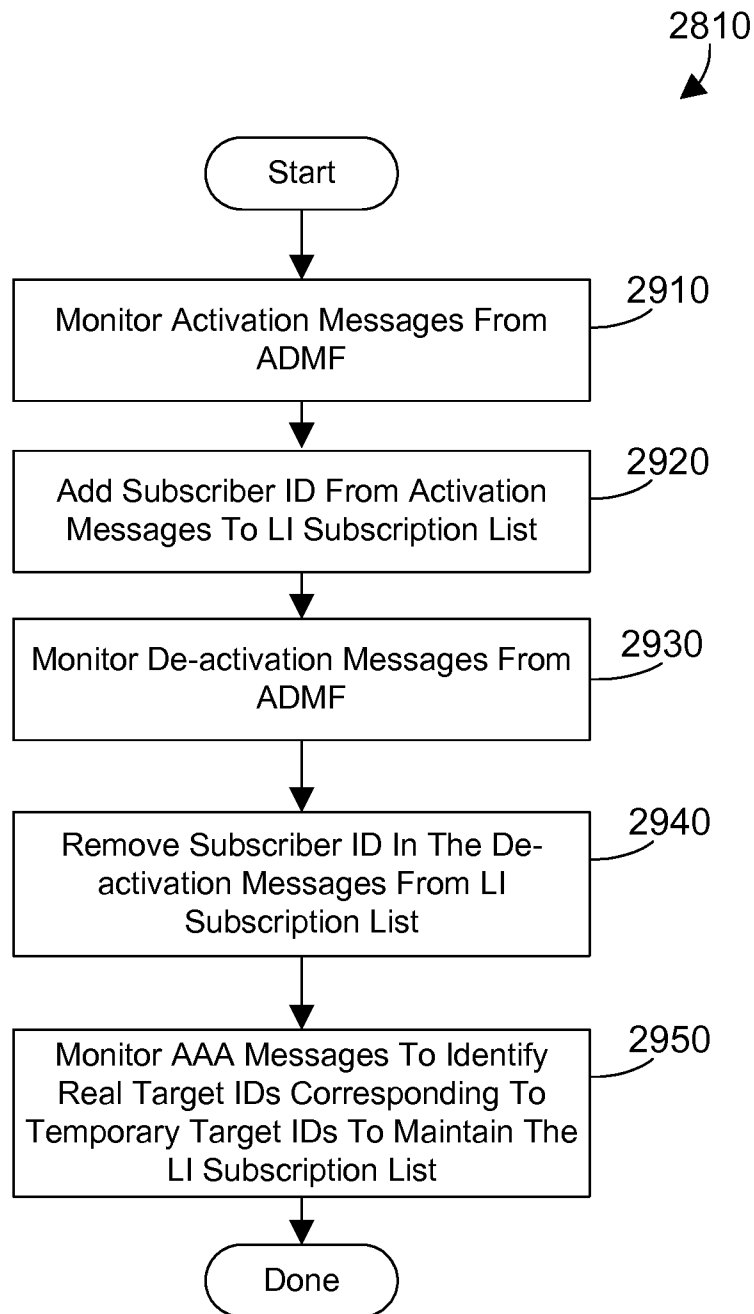 2810
Start
2910
Monitor Activation Messages From
ADMF
2920
Add Subscriber ID From Activation
Messages To LI Subscription List
2930
Monitor De-activation Messages From
ADMF
2940
Remove Subscriber ID In The De-
activation Messages From LI
Subscription List
2950
Monitor AAA Messages To Identify
Real Target IDs Corresponding To
Temporary Target IDs To Maintain The
LI Subscription List
Done